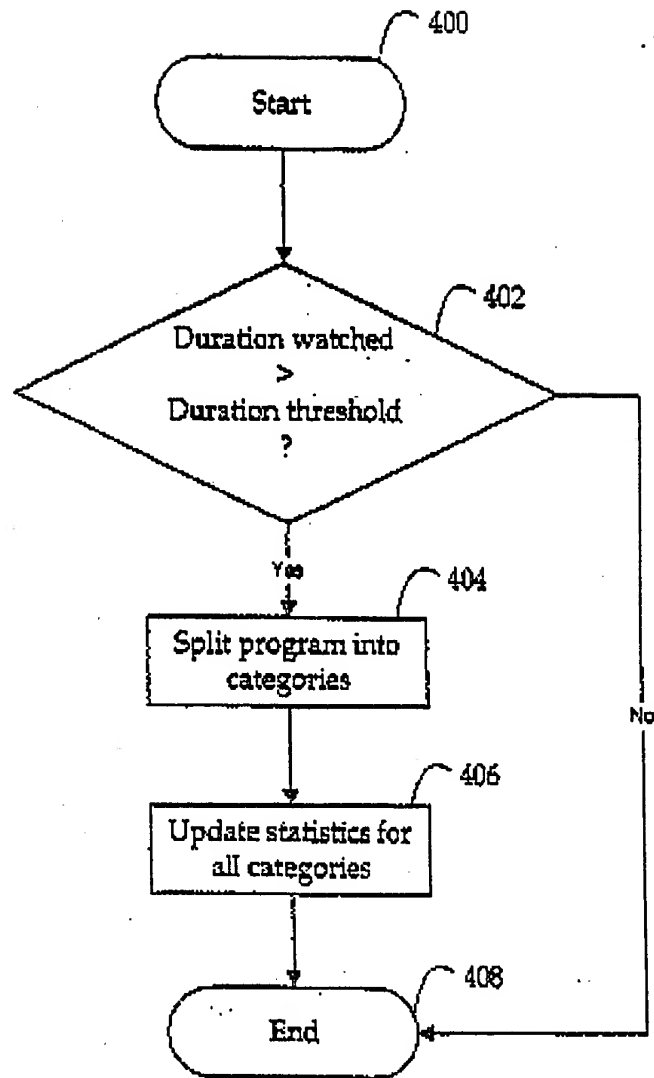 400
Start
402
Duration watched
>
Duration threshold
?
Yes
404
Split program into
categories
No
406
Update statistics for
all categories
408
End